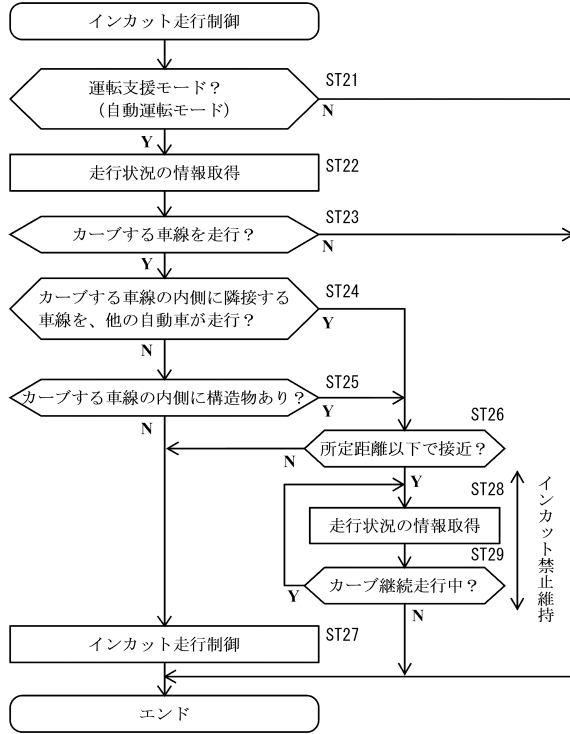 インカット走行制御
運転支援モード？
（自動運転モード）
ST21
N
Y
走行状況の情報取得
ST22
カーブする車線を走行？
ST23
N
Y
カーブする車線の内側に隣接する
車線を、他の自動車が走行？
ST24
Y
N
カーブする車線の内側に構造物あり？
ST25
Y
N
所定距離以下で接近？
ST26
N
Y
ST28
走行状況の情報取得
ST29
カーブ継続走行中？
Y
N
インカット禁止維持
インカット走行制御
ST27
エンド